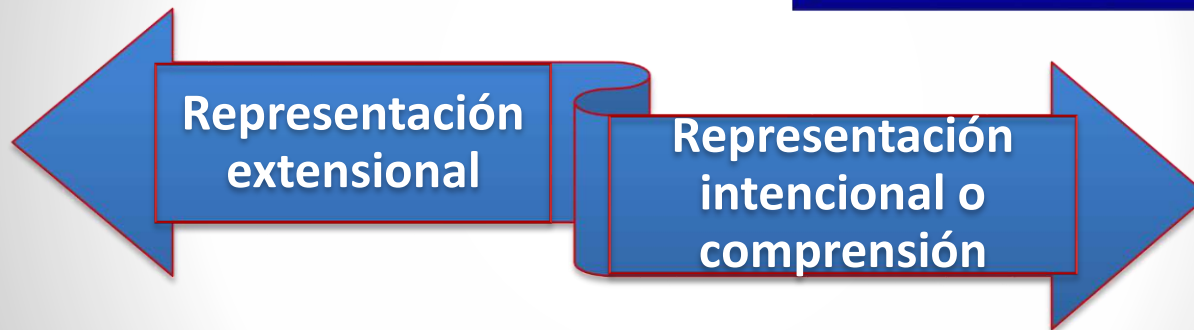 Representación
extensional
Representación
intencional o
comprensión